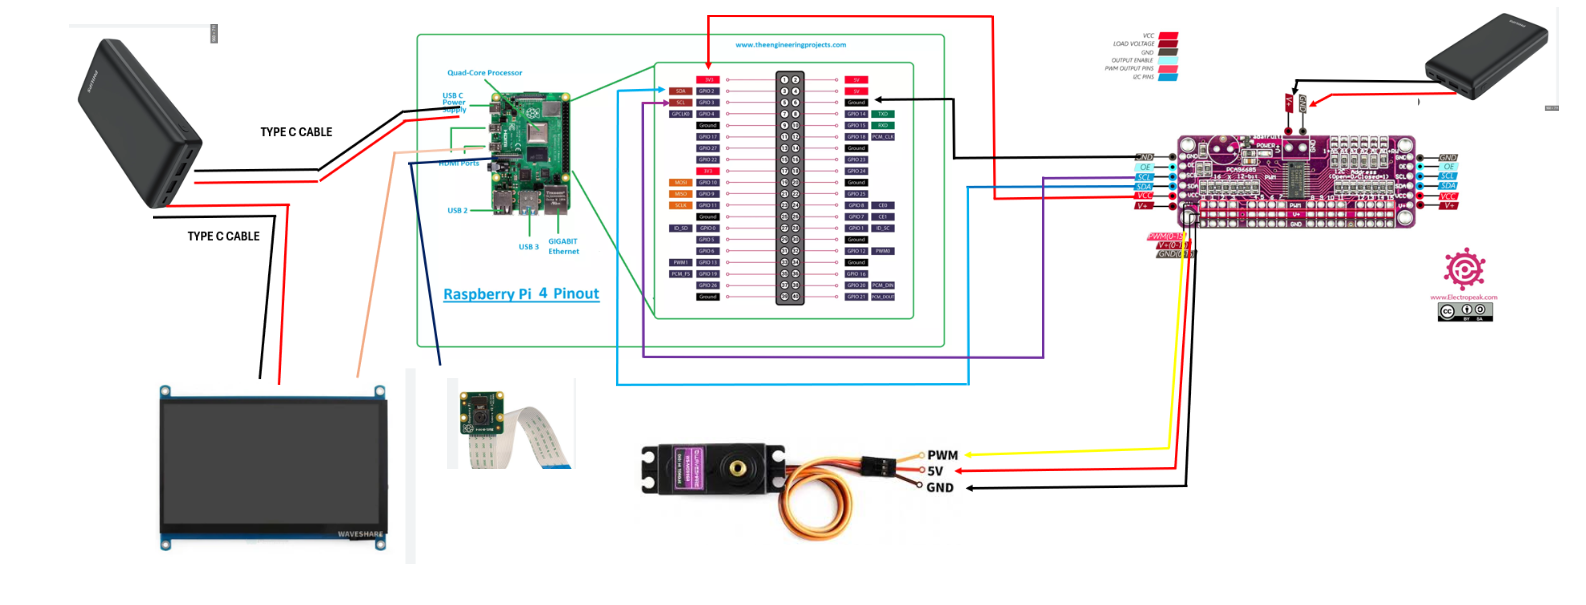 www.theengineeringprojects.com
VCC
LOAD VOLTAGE
GND
OUTPUT ENABLE
PWM OUTPUT PINS
I2C PINS
Quad-Core Processor
USB C
Power
Supply
HDMI Ports
USB 2
USB 3
GIGABIT
Ethernet
Raspberry Pi 4 Pinout
TYPE C CABLE
TYPE C CABLE
3V3 1 2 5V
SDA GPIO 2 3 4 5V
SCL GPIO 3 5 6 Ground
GPCLK0 GPIO 4 7 8 GPIO 14 TXD
Ground 9 10 GPIO 15 RXD
GPIO 17 11 12 GPIO 18 PCM_CLK
GPIO 27 13 14 Ground
GPIO 22 15 16 GPIO 23
3V3 17 18 GPIO 24
MOSI GPIO 10 19 20 Ground
MISO GPIO 9 21 22 GPIO 25
SCLK GPIO 11 23 24 GPIO 8 CE0
Ground 25 26 GPIO 7 CE1
ID_SD GPIO 0 27 28 GPIO 1 ID_SC
GPIO 5 29 30 Ground
GPIO 6 31 32 GPIO 12 PWM0
PWM1 GPIO 13 33 34 Ground
PCM_FS GPIO 19 35 36 GPIO 16
GPIO 26 37 38 GPIO 20 PCM_DIN
Ground 39 40 GPIO 21 PCM_DOUT
V+
GND
GND
OE
SCL
SDA
VCC
V+
GND
OE
SCL
SDA
VCC
V+
POWER
PCA9685
16 x 12-bit PWM
I2C Address
(Open=0/Closed=1)
PWM
V+
GND
www.Electropeak.com
CC
BY SA
PWM
5V
GND
WAVESHARE